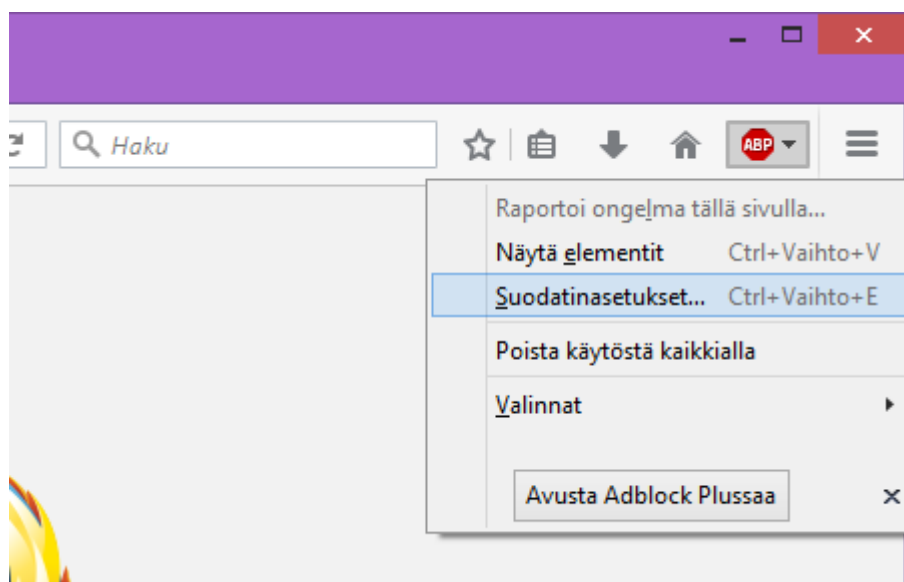 Haku
ABP
Raportoi ongelma tällä sivulla...
Näytä elementit Ctrl+Vaihto+V
Suodatinasetukset... Ctrl+Vaihto+E
Poista käytöstä kaikkialla
Valinnat
Avusta Adblock Plussaa